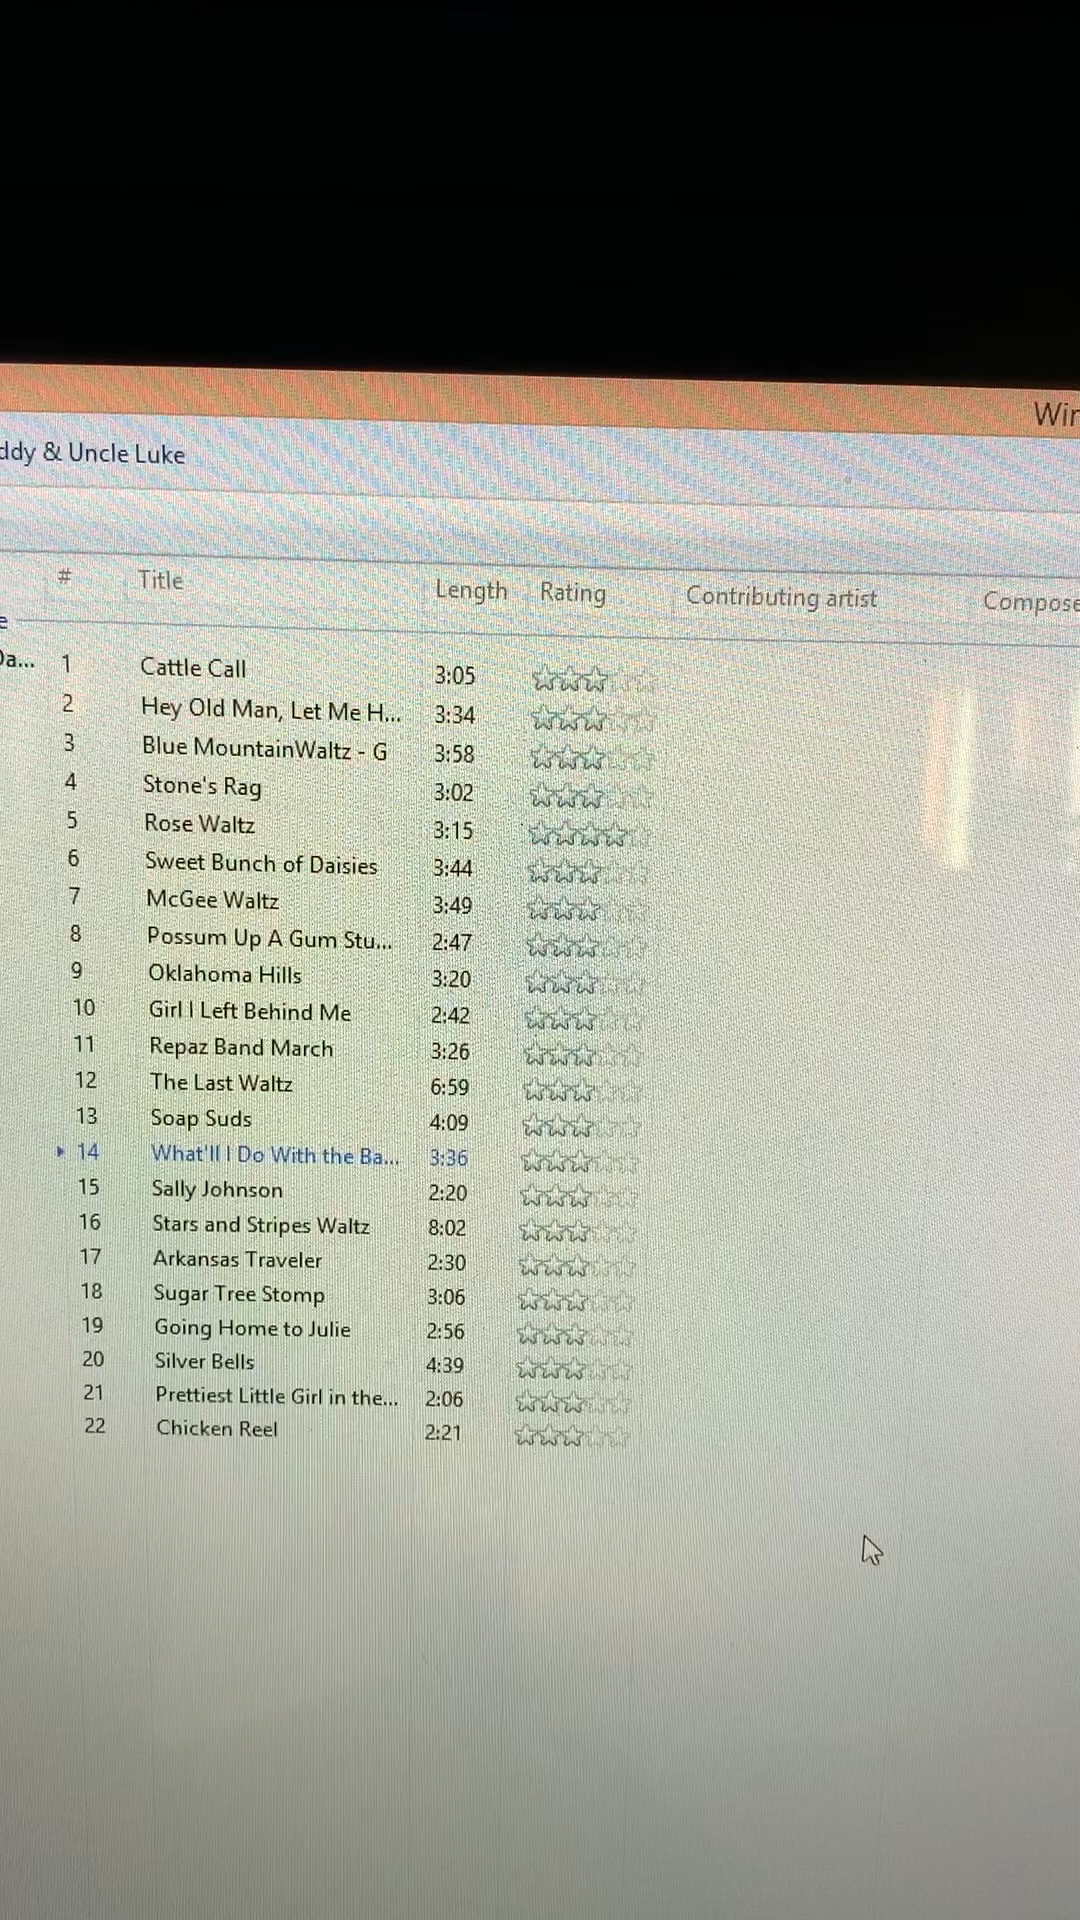 Win
ddy & Uncle Luke
# Title Length Rating Contributing artist Compose
e
Da... 1 Cattle Call 3:05
2 Hey Old Man, Let Me H... 3:34
3 Blue MountainWaltz - G 3:58
4 Stone's Rag 3:02
5 Rose Waltz 3:15
6 Sweet Bunch of Daisies 3:44
7 McGee Waltz 3:49
8 Possum Up A Gum Stu... 2:47
9 Oklahoma Hills 3:20
10 Girl I Left Behind Me 2:42
11 Repaz Band March 3:26
12 The Last Waltz 6:59
13 Soap Suds 4:09
14 What'll I Do With the Ba... 3:36
15 Sally Johnson 2:20
16 Stars and Stripes Waltz 8:02
17 Arkansas Traveler 2:30
18 Sugar Tree Stomp 3:06
19 Going Home to Julie 2:56
20 Silver Bells 4:39
21 Prettiest Little Girl in the... 2:06
22 Chicken Reel 2:21